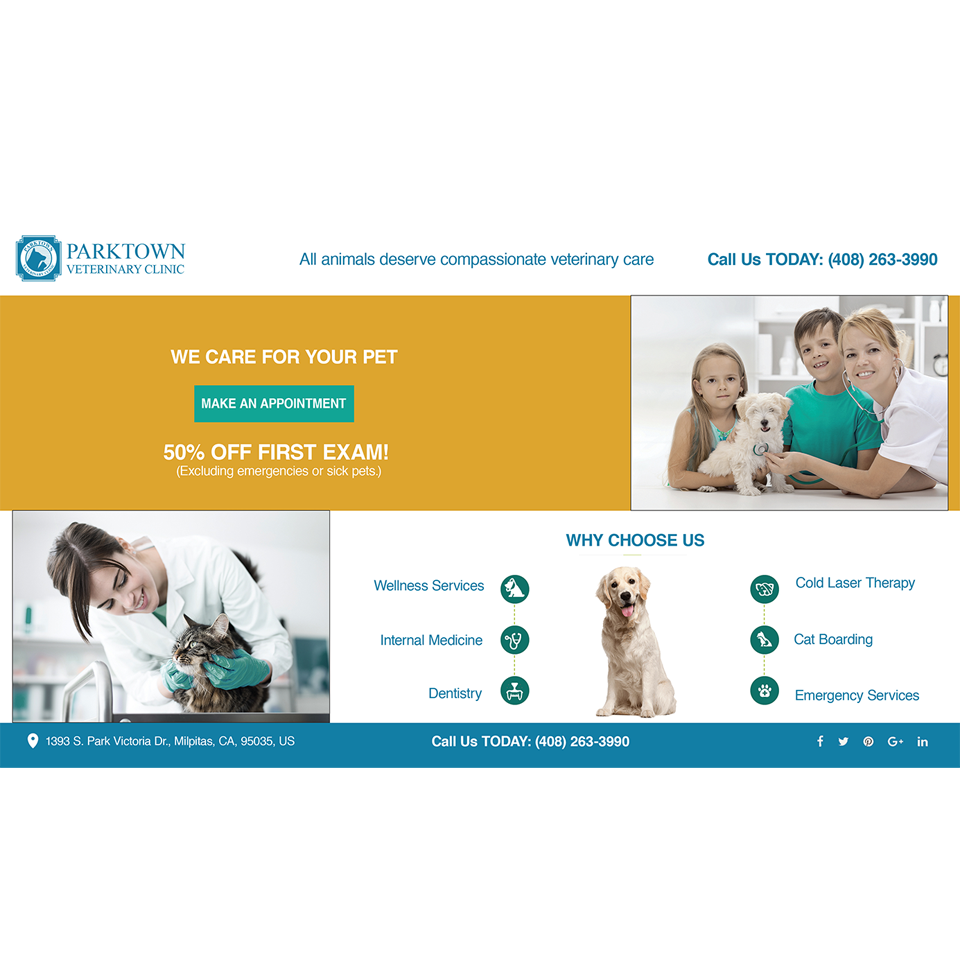 PARKTOWN
VETERINARY CLINIC
All animals deserve compassionate veterinary care
Call Us TODAY: (408) 263-3990
WE CARE FOR YOUR PET
MAKE AN APPOINTMENT
50% OFF FIRST EXAM!
(Excluding emergencies or sick pets.)
WHY CHOOSE US
Wellness Services
Internal Medicine
Dentistry
Cold Laser Therapy
Cat Boarding
Emergency Services
1393 S. Park Victoria Dr., Milpitas, CA, 95035, US
Call Us TODAY: (408) 263-3990